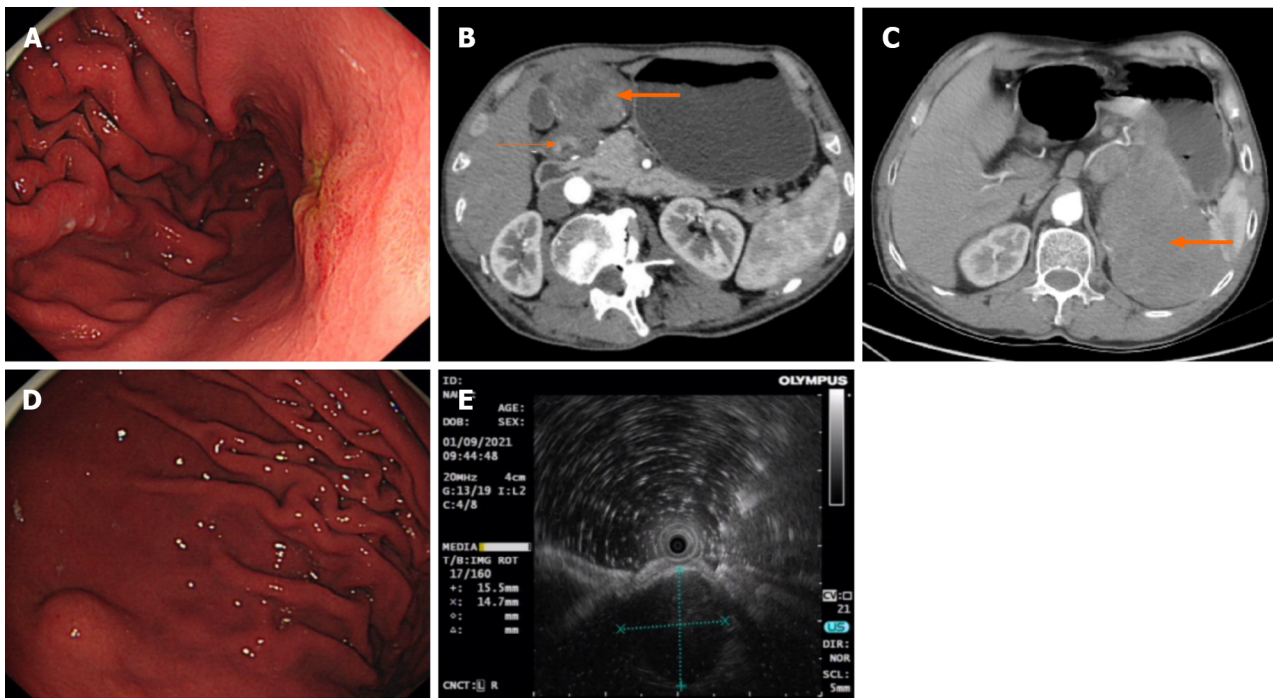 A
B
C
D
E
ID:
OLYMPUS
AGE:
DOB: SEX:
01/09/2021
09:44:48
20MHz 4cm
G:13/19 I:L2
C:4/8
MEDIA
T/B:IMG ROT
17/160
+: 15.5mm
×: 14.7mm
◇: mm
△: mm
CNCT:L R
CV:□
21
US
DIR:
NOR
SCL:
5mm